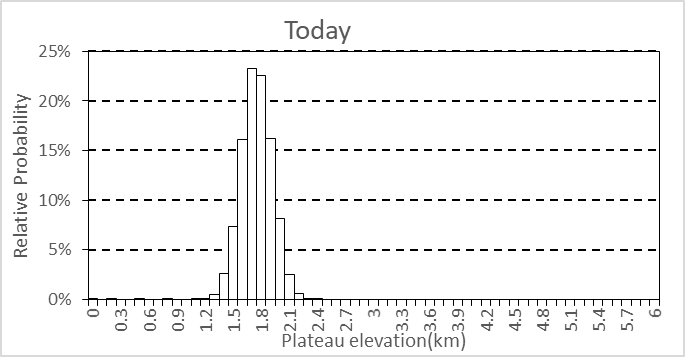 Today
25%
20%
15%
10%
5%
0%
Relative Probability
0 0.3 0.6 0.9 1.2 1.5 1.8 2.1 2.4 2.7 3 3.3 3.6 3.9 4.2 4.5 4.8 5.1 5.4 5.7 6
Plateau elevation(km)